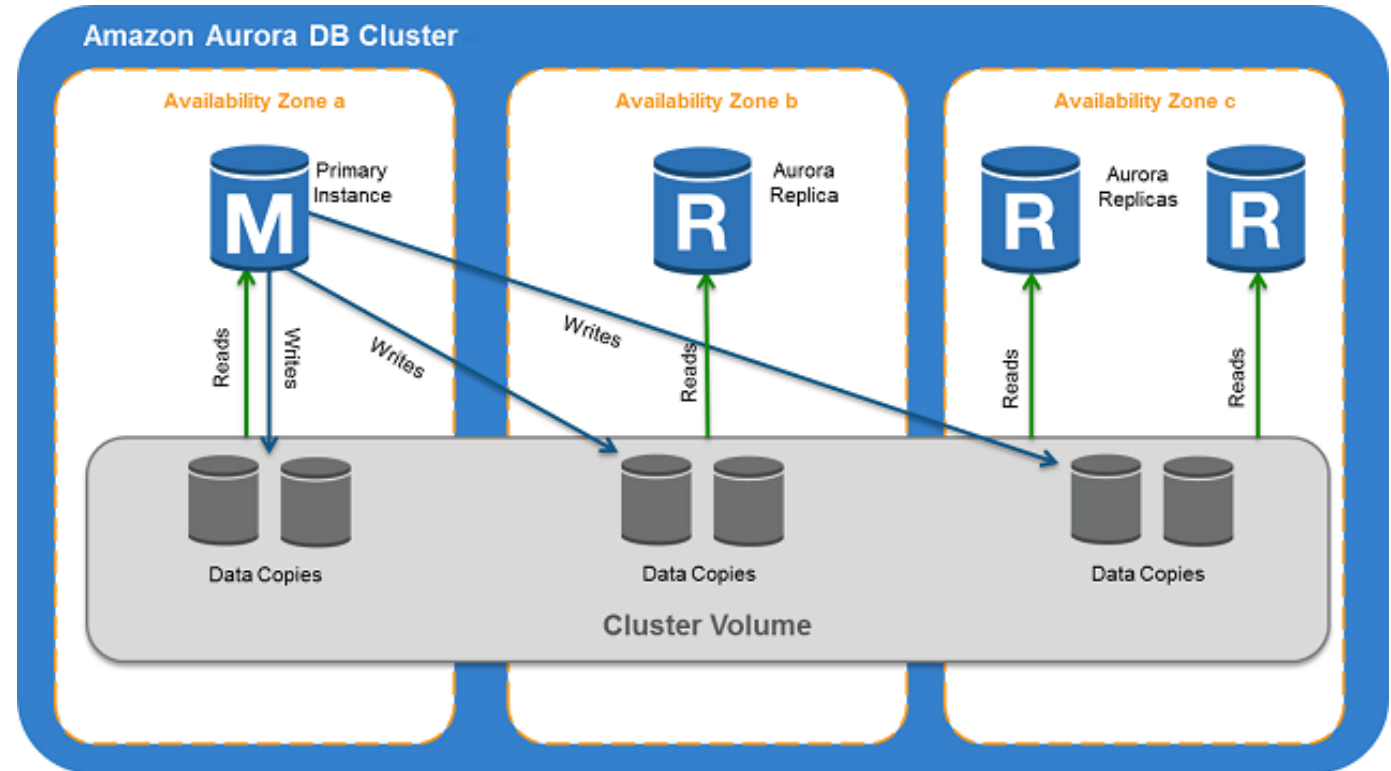 Amazon Aurora DB Cluster
Availability Zone a
Availability Zone b
Availability Zone c
M
Primary
Instance
R
Aurora
Replica
R
Aurora
Replicas
R
Reads
Writes
Writes
Writes
Reads
Reads
Reads
Data Copies
Data Copies
Data Copies
Cluster Volume